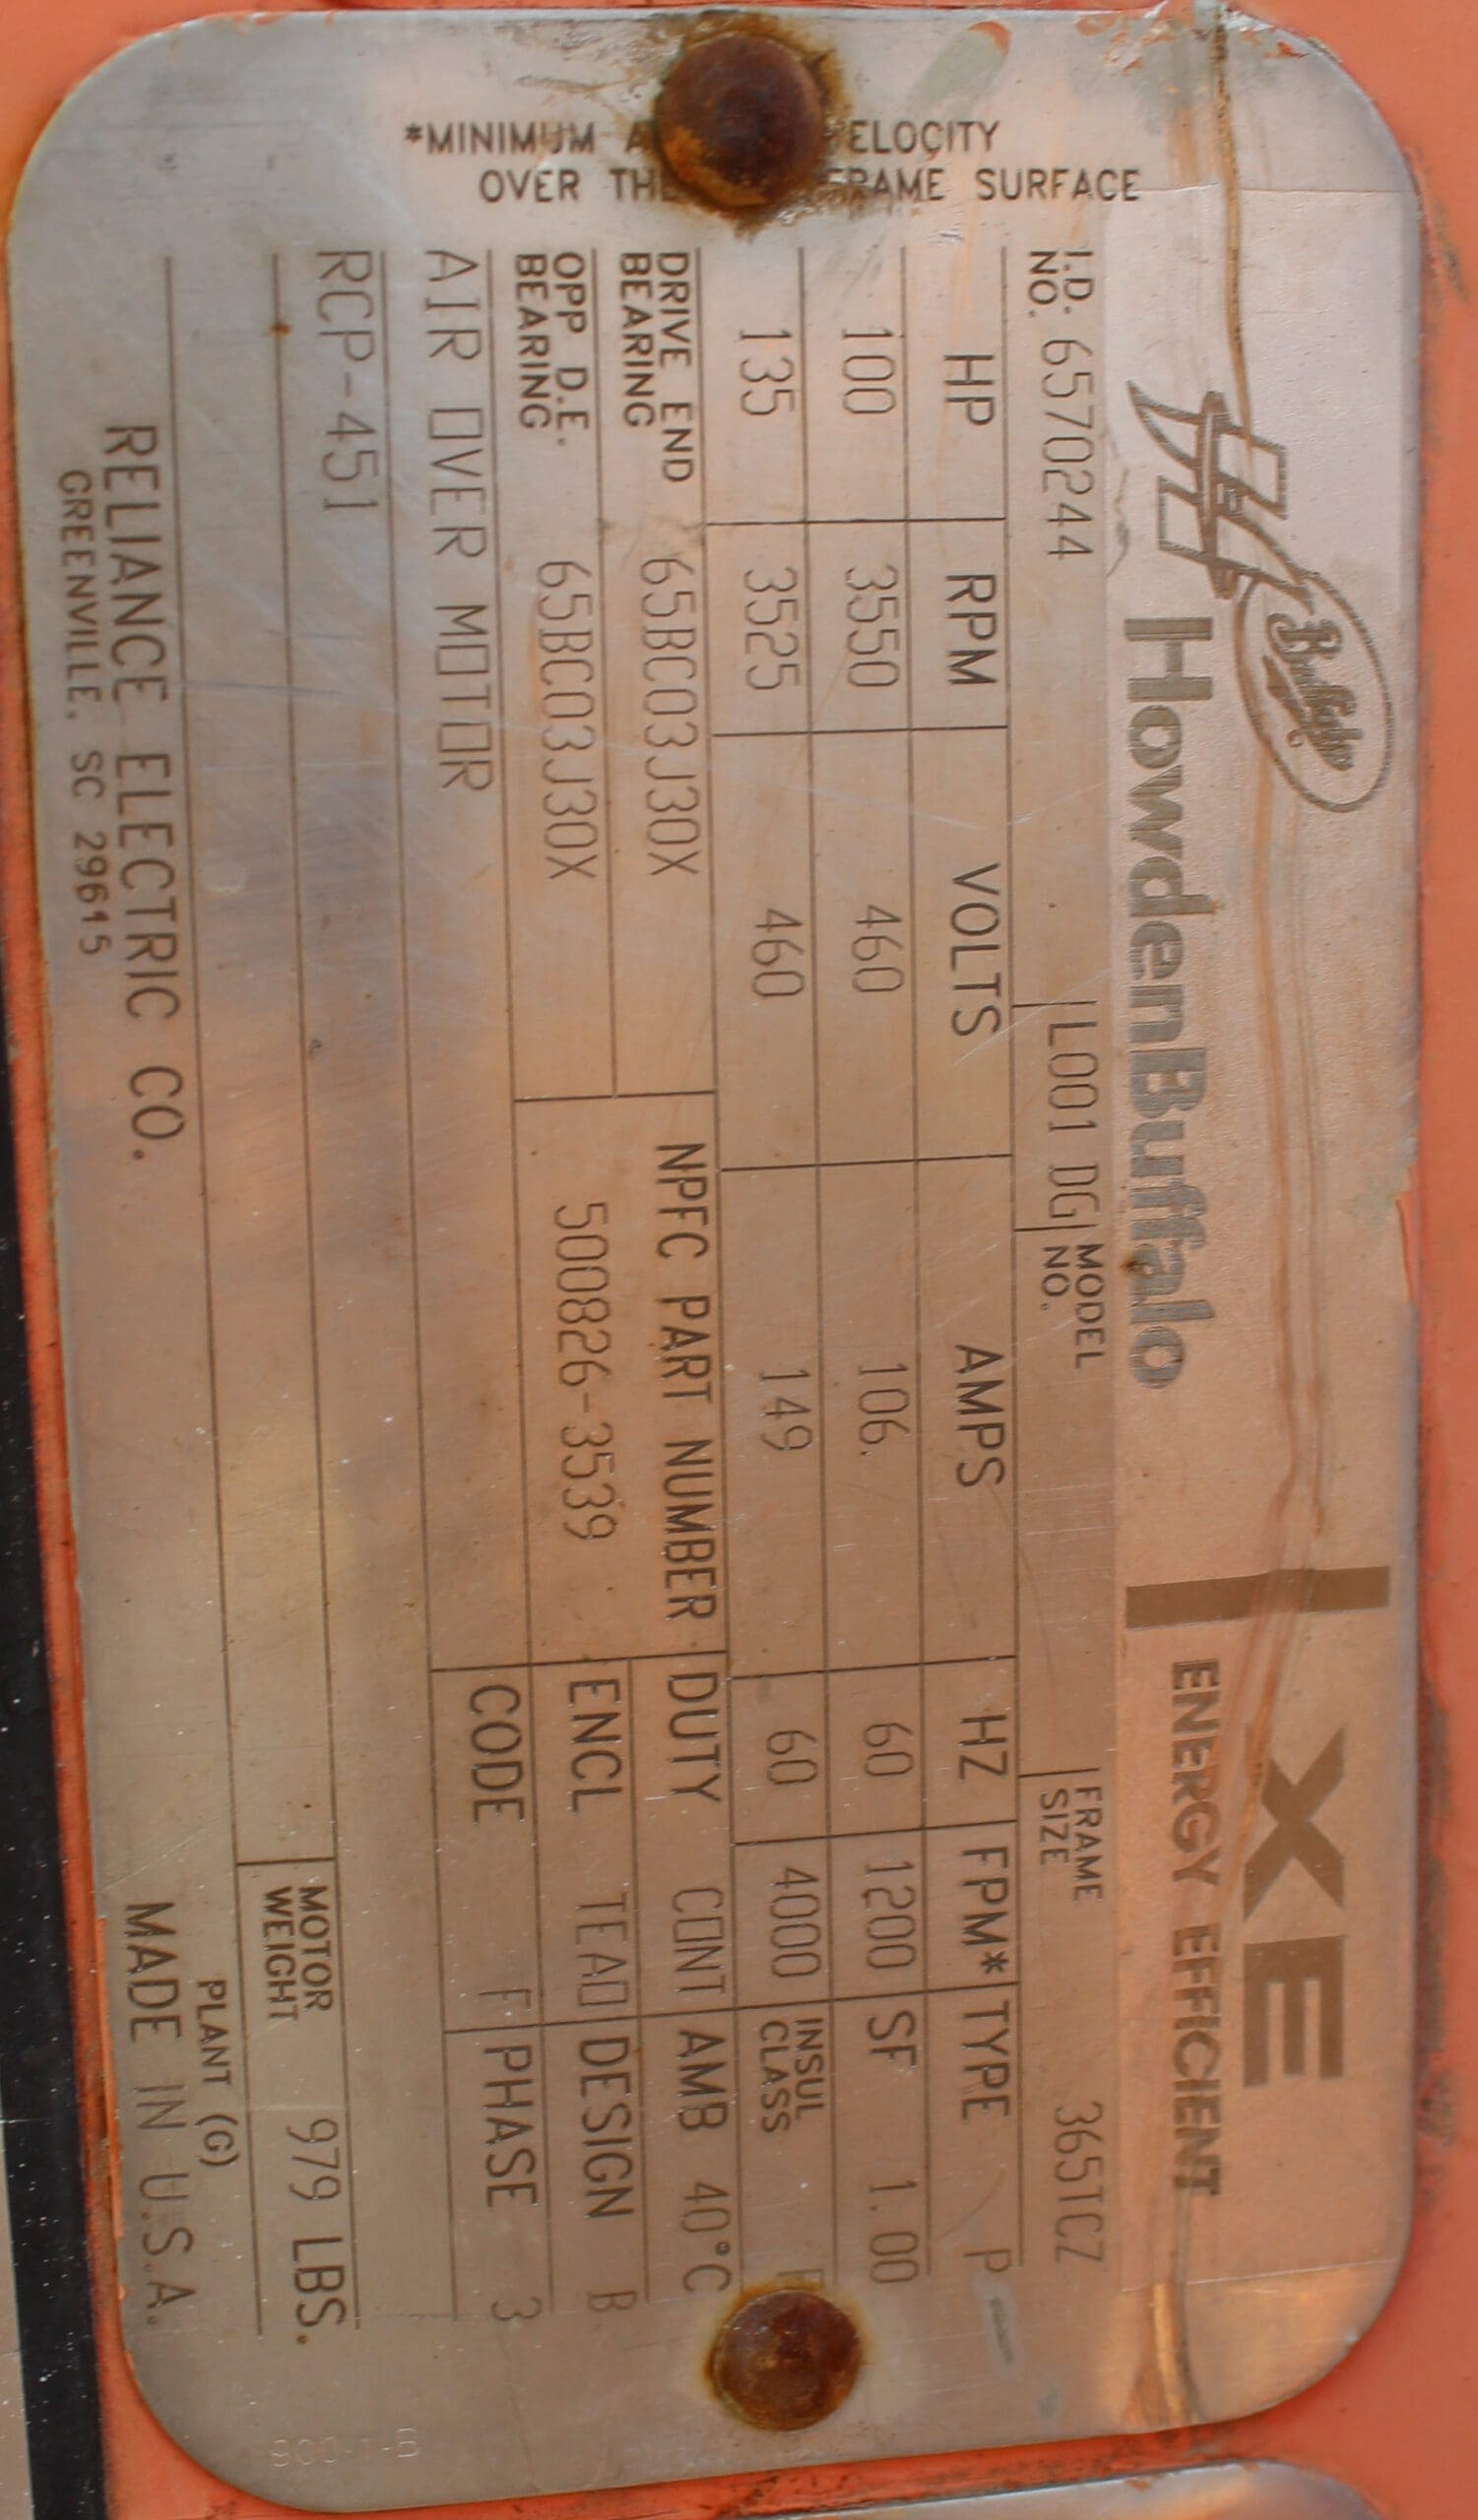 *MINIMUM A ELOCITY
OVER THE FRAME SURFACE
Buffalo
HowdenBuffalo
XE
ENERGY EFFICIENT
I.D. NO. 6570244 L001 DG MODEL NO. FRAME SIZE 365TCZ
HP RPM VOLTS AMPS HZ FPM* TYPE P
100 3550 460 106. 60 1200 SF 1.00
135 3525 460 149 60 4000 INSUL CLASS
DRIVE END BEARING 65BC03J30X NPFC PART NUMBER DUTY CONT AMB 40°C
OPP D.E. BEARING 65BC03J30X 500826-3539 ENCL TEAO DESIGN B
AIR OVER MOTOR CODE F PHASE 3
RCP-451
MOTOR WEIGHT 979 LBS.
RELIANCE ELECTRIC CO. PLANT (G)
GREENVILLE, SC 29615 MADE IN U.S.A.